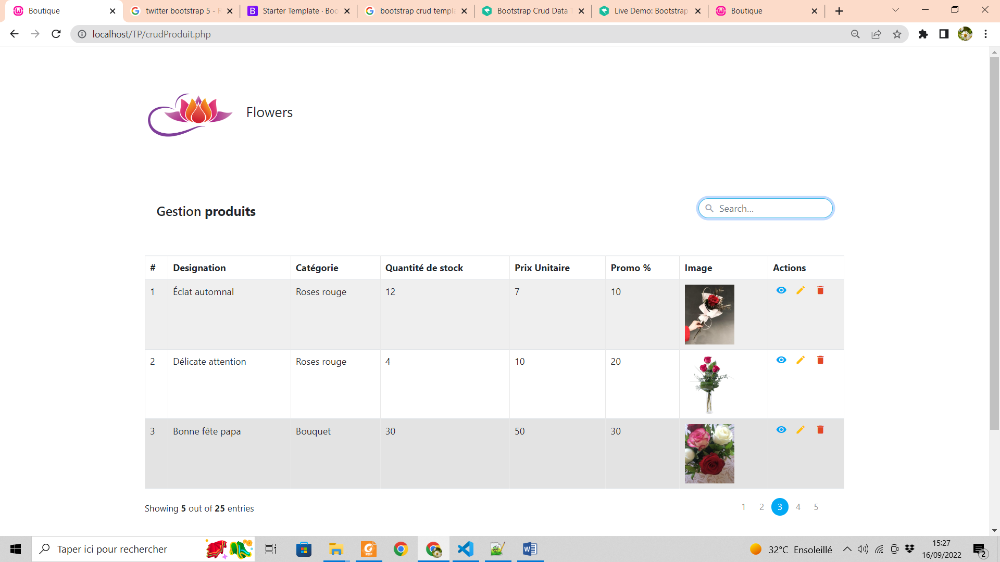 Boutique
twitter bootstrap 5 - R
Starter Template · Boo
bootstrap crud templa
Bootstrap Crud Data T
Live Demo: Bootstrap
Boutique
localhost/TP/crudProduit.php
Flowers
Gestion produits
Search...
# Designation Catégorie Quantité de stock Prix Unitaire Promo % Image Actions
1 Éclat automnal Roses rouge 12 7 10
2 Délicate attention Roses rouge 4 10 20
3 Bonne fête papa Bouquet 30 50 30
Showing 5 out of 25 entries
1 2 3 4 5
Taper ici pour rechercher
PDF
32°C Ensoleillé
15:27
16/09/2022
2